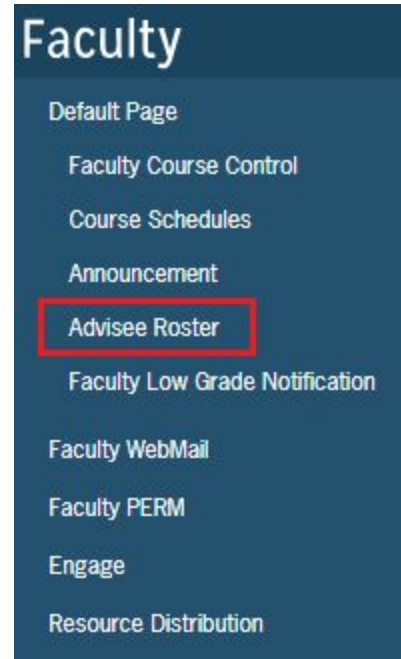 Faculty
Default Page
Faculty Course Control
Course Schedules
Announcement
Advisee Roster
Faculty Low Grade Notification
Faculty WebMail
Faculty PERM
Engage
Resource Distribution